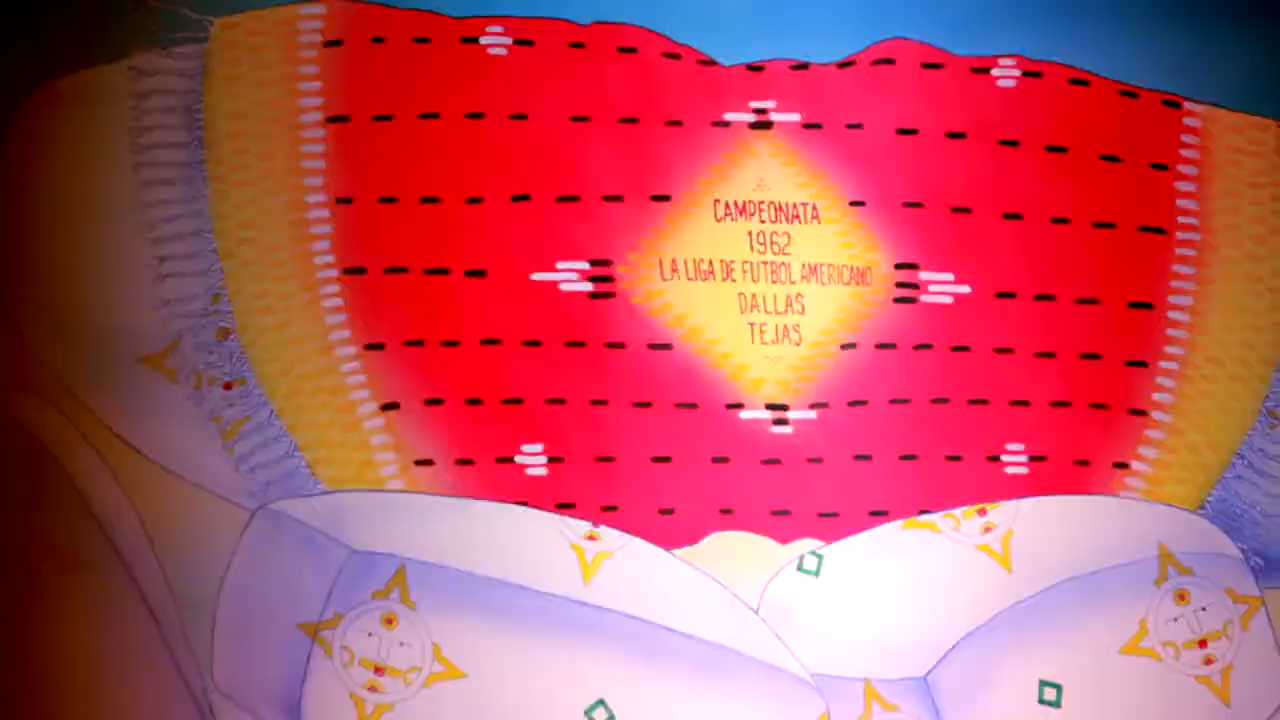 CAMPEONATA
1962
LA LIGA DE FUTBOL AMERICANO
DALLAS
TEJAS